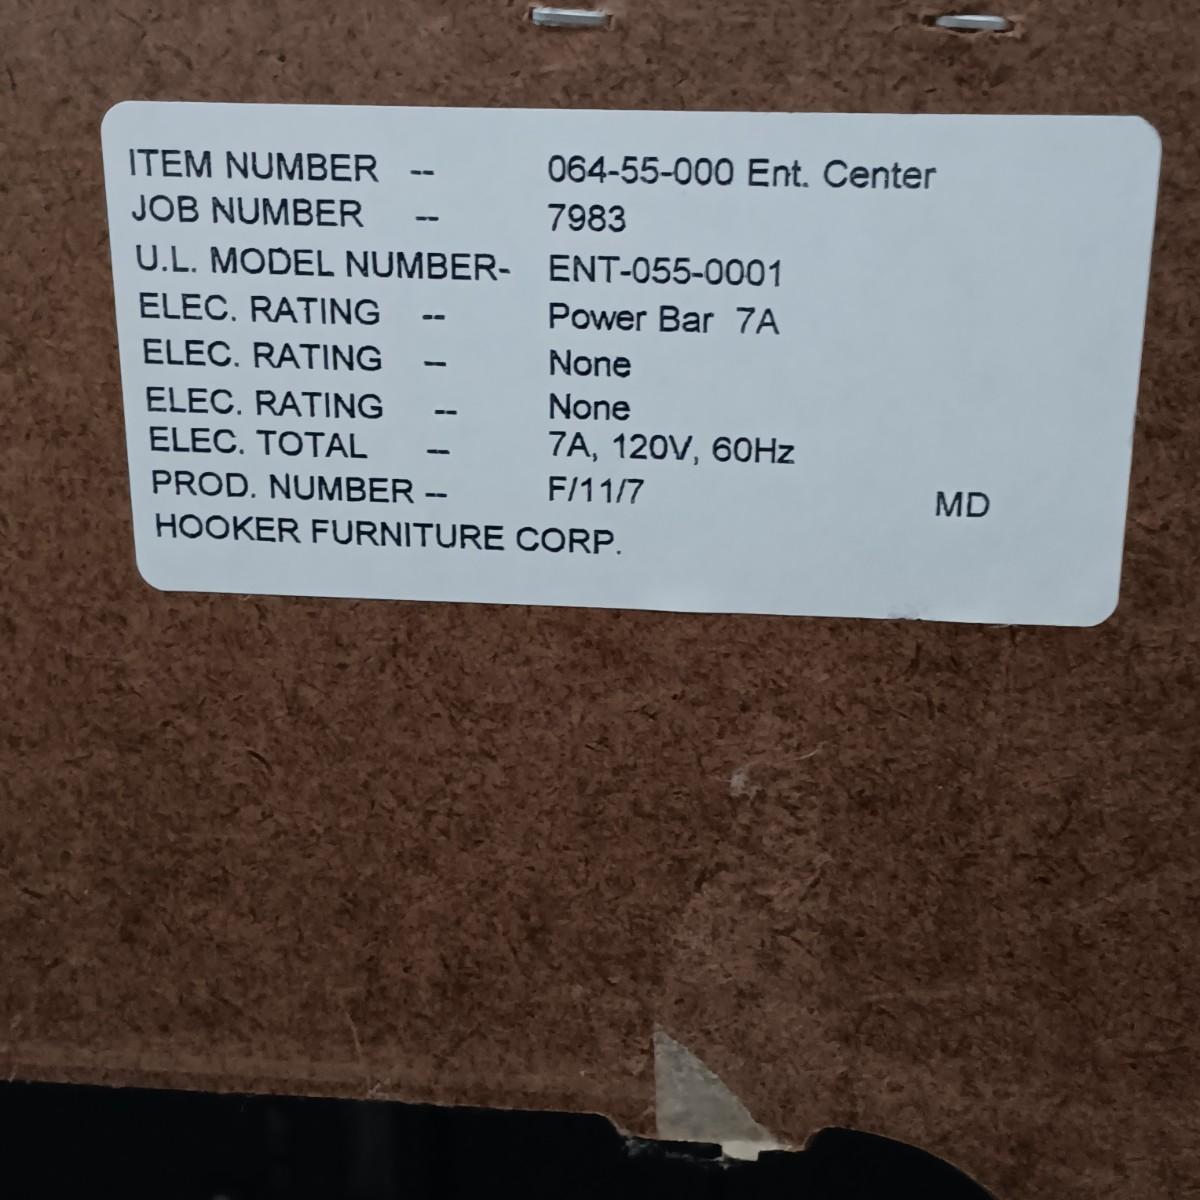 ITEM NUMBER -- 064-55-000 Ent. Center
JOB NUMBER -- 7983
U.L. MODEL NUMBER- ENT-055-0001
ELEC. RATING -- Power Bar 7A
ELEC. RATING -- None
ELEC. RATING -- None
ELEC. TOTAL -- 7A, 120V, 60Hz
PROD. NUMBER -- F/11/7 MD
HOOKER FURNITURE CORP.